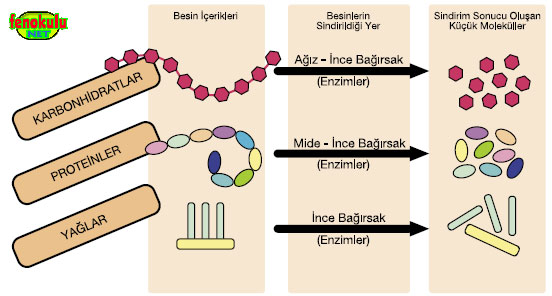 fenokulu
NET
Besin İçerikleri
Besinlerin
Sindirildiği Yer
Sindirim Sonucu Oluşan
Küçük Moleküller
KARBONHİDRATLAR
Ağız - İnce Bağırsak
(Enzimler)
PROTEİNLER
Mide - İnce Bağırsak
(Enzimler)
YAĞLAR
İnce Bağırsak
(Enzimler)